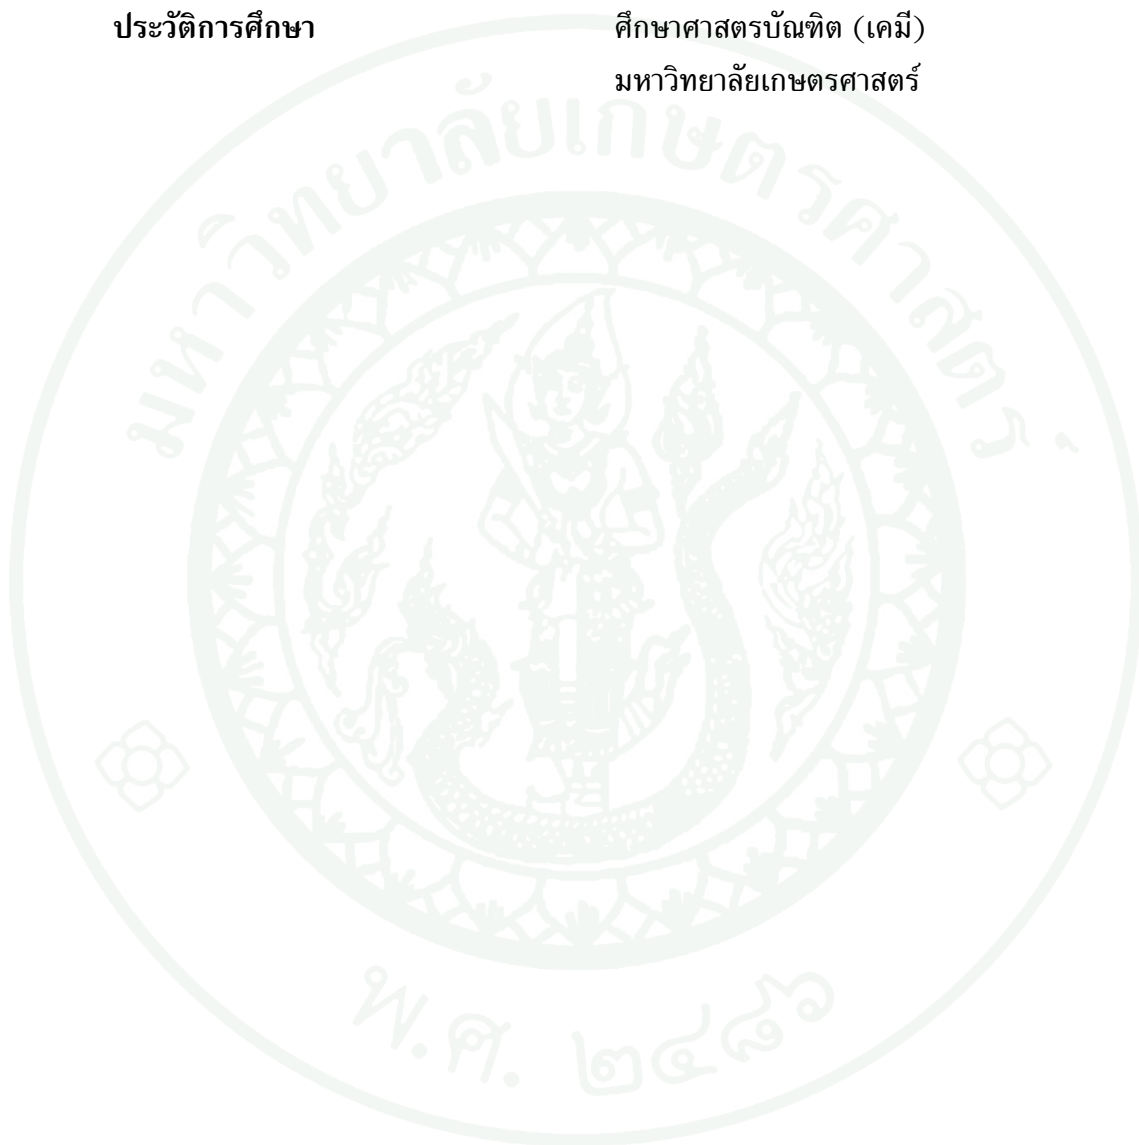 ประวัติการศึกษา ศึกษาศาสตรบัณฑิต (เคมี)
มหาวิทยาลัยเกษตรศาสตร์
มหาวิทยาลัยเกษตรศาสตร์
พ.ศ. ๒๔๘๖